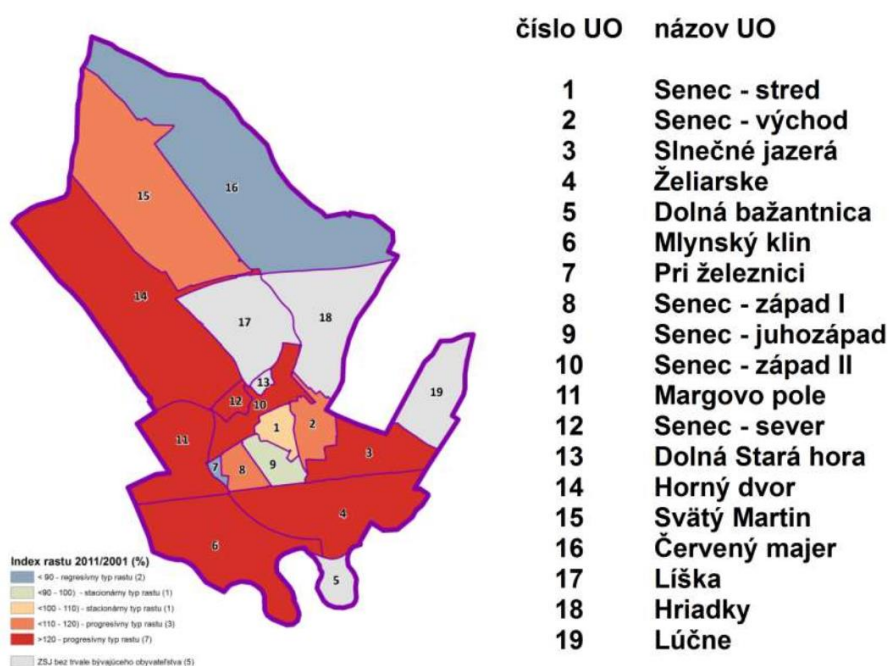 číslo UO názov UO
1 Senec - stred
2 Senec - východ
3 Slnečné jazerá
4 Želiarske
5 Dolná bažantnica
6 Mlynský klin
7 Pri železnici
8 Senec - západ I
9 Senec - juhozápad
10 Senec - západ II
11 Margovo pole
12 Senec - sever
13 Dolná Stará hora
14 Horný dvor
15 Svätý Martin
16 Červený majer
17 Líška
18 Hriadky
19 Lúčne
16
15
14
17
18
13
12
10
19
1
2
11
3
7
8
9
4
6
5
Index rastu 2011/2001 (%)
< 90 - regresívny typ rastu (2)
<90 - 100) - stacionárny typ rastu (1)
<100 - 110) - stacionárny typ rastu (1)
<110 - 120) - progresívny typ rastu (3)
>120 - progresívny typ rastu (7)
ZSJ bez trvale bývajúceho obyvateľstva (5)